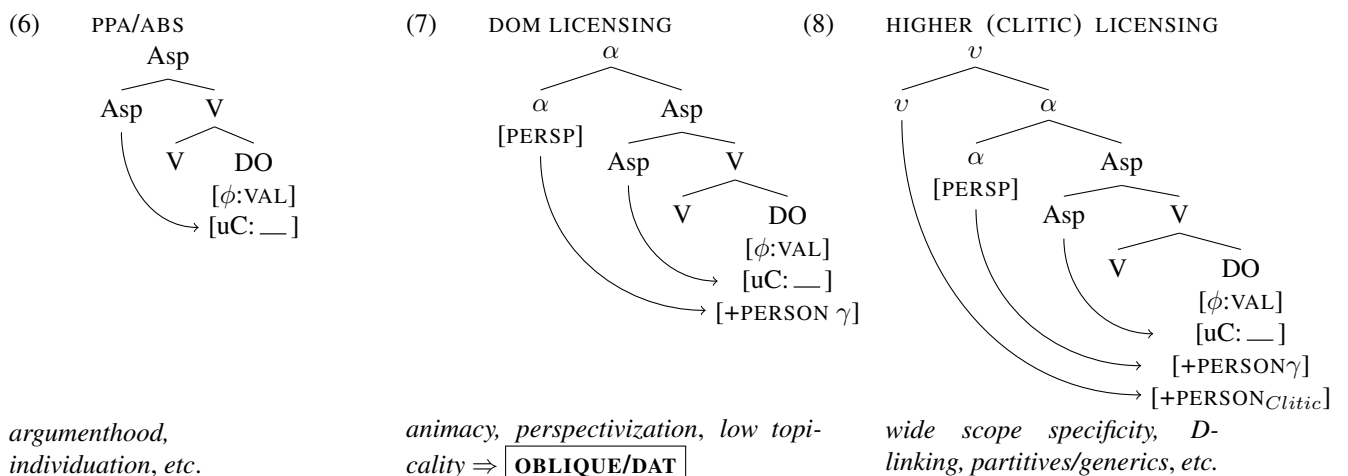 (6) PPA/ABS
Asp
Asp V
V DO
[ϕ:VAL]
[uC: __ ]
argumenthood,
individuation, etc.
(7) DOM LICENSING
α
α Asp
[PERSP]
Asp V
V DO
[ϕ:VAL]
[uC: __ ]
[+PERSON γ]
animacy, perspectivization, low topi-
cality ⇒ OBLIQUE/DAT
(8) HIGHER (CLITIC) LICENSING
υ
υ α
α Asp
[PERSP]
Asp V
V DO
[ϕ:VAL]
[uC: __ ]
[+PERSONγ]
[+PERSONClitic]
wide scope specificity, D-
linking, partitives/generics, etc.